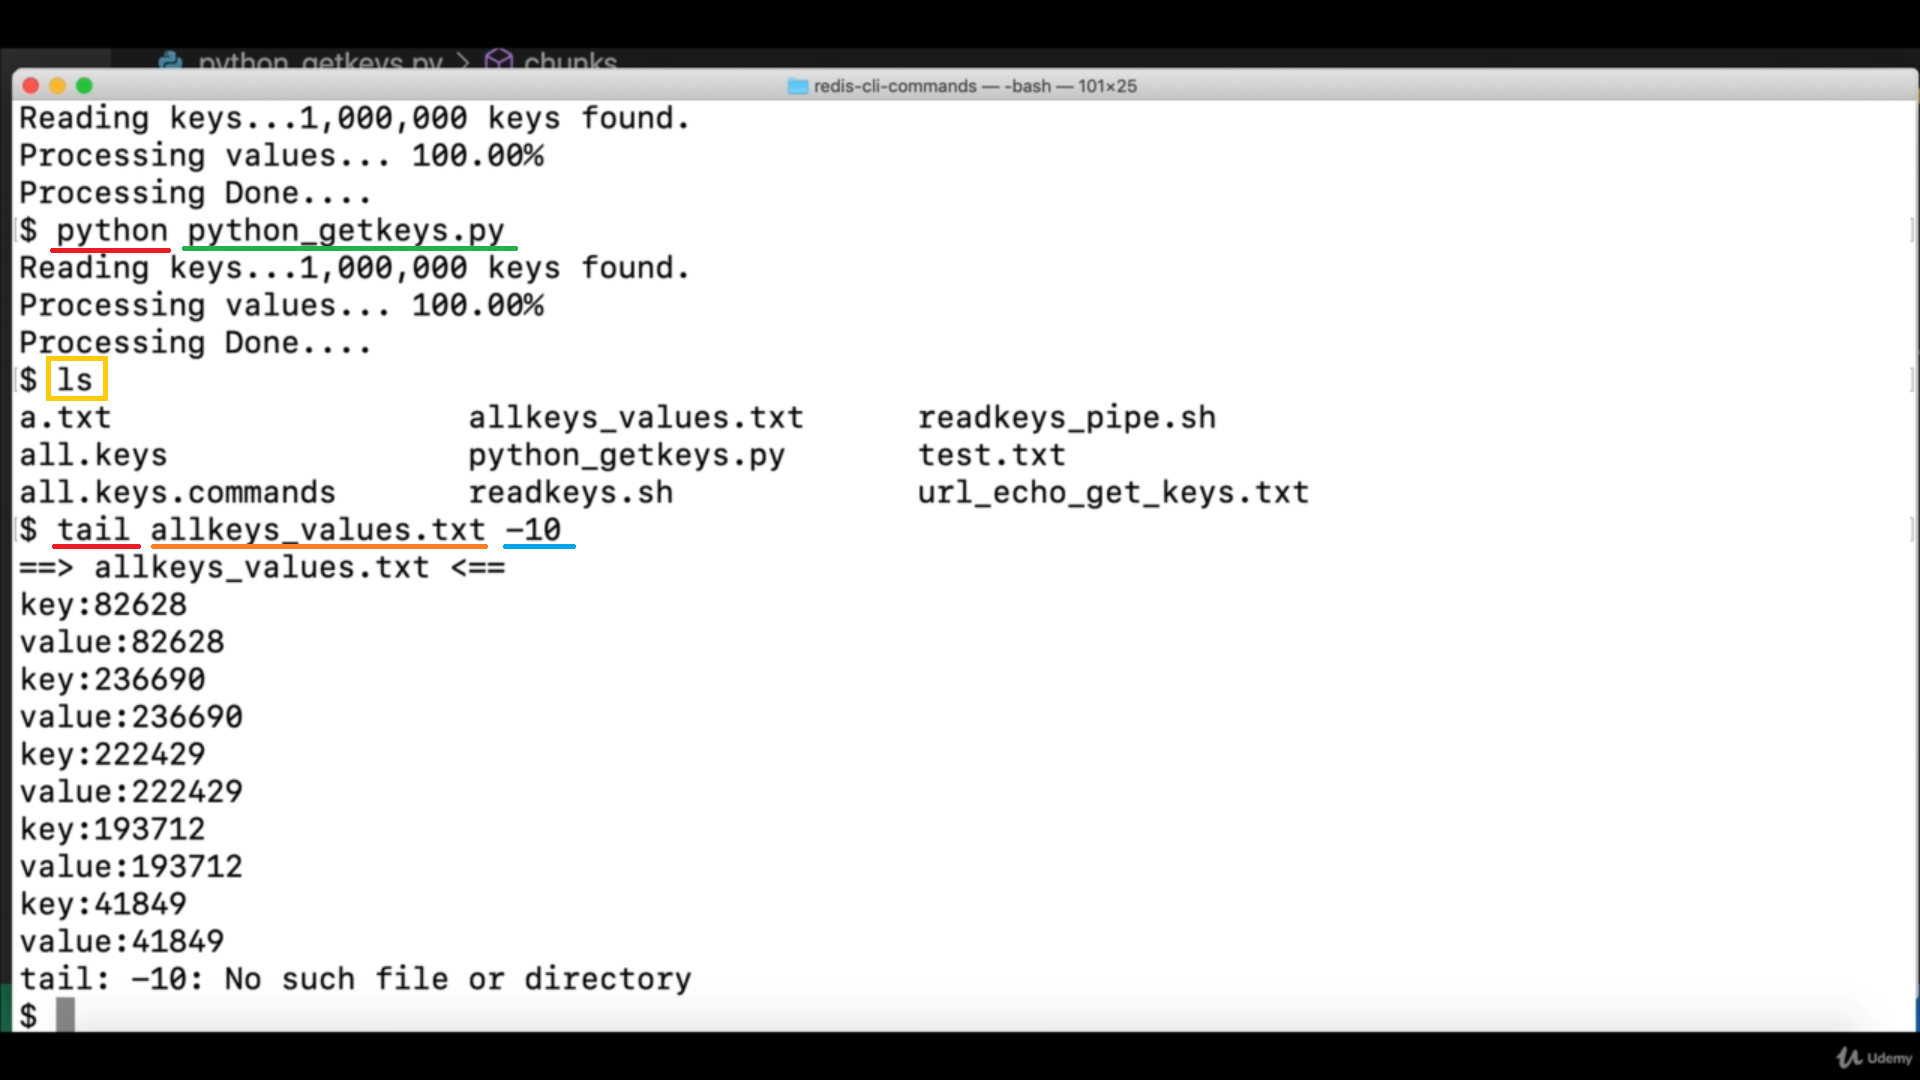 python_getkeys.py > chunks
redis-cli-commands — -bash — 101×25
Reading keys...1,000,000 keys found.
Processing values... 100.00%
Processing Done....
$ python python_getkeys.py
Reading keys...1,000,000 keys found.
Processing values... 100.00%
Processing Done....
$ ls
a.txt allkeys_values.txt readkeys_pipe.sh
all.keys python_getkeys.py test.txt
all.keys.commands readkeys.sh url_echo_get_keys.txt
$ tail allkeys_values.txt -10
==> allkeys_values.txt <==
key:82628
value:82628
key:236690
value:236690
key:222429
value:222429
key:193712
value:193712
key:41849
value:41849
tail: -10: No such file or directory
$
Udemy